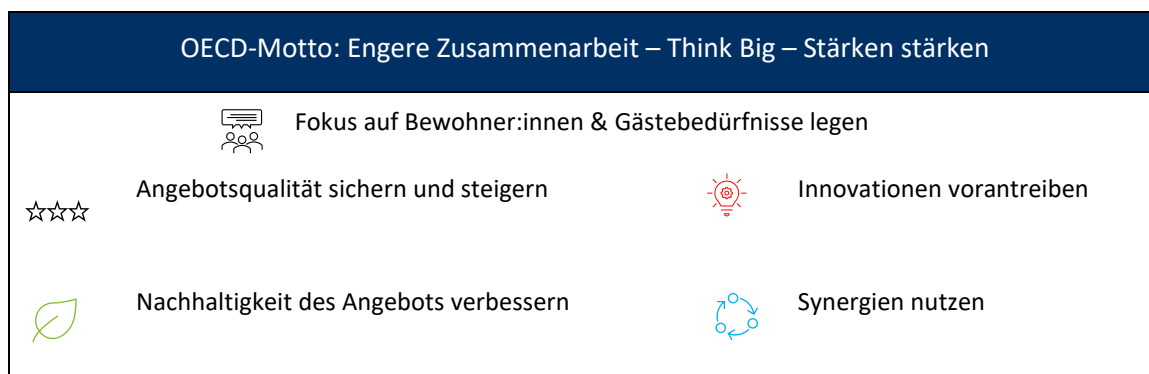 OECD-Motto: Engere Zusammenarbeit – Think Big – Stärken stärken
Fokus auf Bewohner:innen & Gästebedürfnisse legen
Angebotsqualität sichern und steigern
Innovationen vorantreiben
Nachhaltigkeit des Angebots verbessern
Synergien nutzen